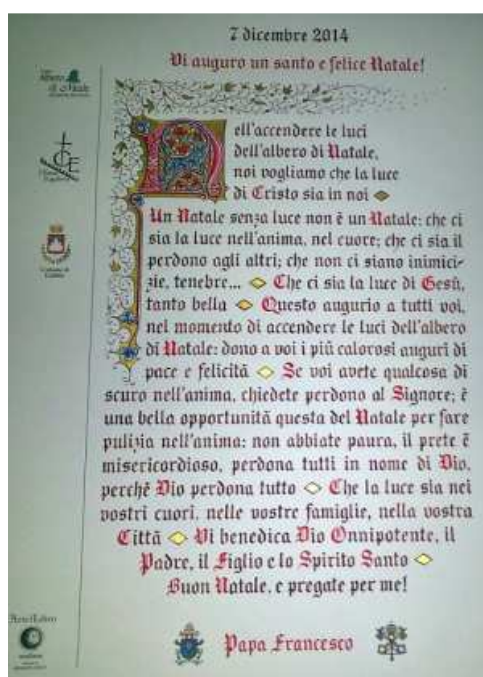 7 dicembre 2014
Vi auguro un santo e felice Natale!
Nell'accendere le luci
dell'albero di Natale,
noi vogliamo che la luce
di Cristo sia in noi
Un Natale senza luce non è un Natale: che ci
sia la luce nell'anima, nel cuore; che ci sia il
perdono agli altri; che non ci siano inimici-
zie, tenebre... Che ci sia la luce di Gesù,
tanto bella Questo augurio a tutti voi,
nel momento di accendere le luci dell'albero
di Natale: dono a voi i più calorosi auguri di
pace e felicità Se voi avete qualcosa di
scuro nell'anima, chiedete perdono al Signore; è
una bella opportunità questa del Natale per fare
pulizia nell'anima: non abbiate paura, il prete è
misericordioso, perdona tutti in nome di Dio,
perchè Dio perdona tutto Che la luce sia nei
vostri cuori, nelle vostre famiglie, nella vostra
Città Vi benedica Dio Onnipotente, il
Padre, il Figlio e lo Spirito Santo
Buon Natale, e pregate per me!
Papa Francesco
Albero
di Natale
Comune di
Gubbio